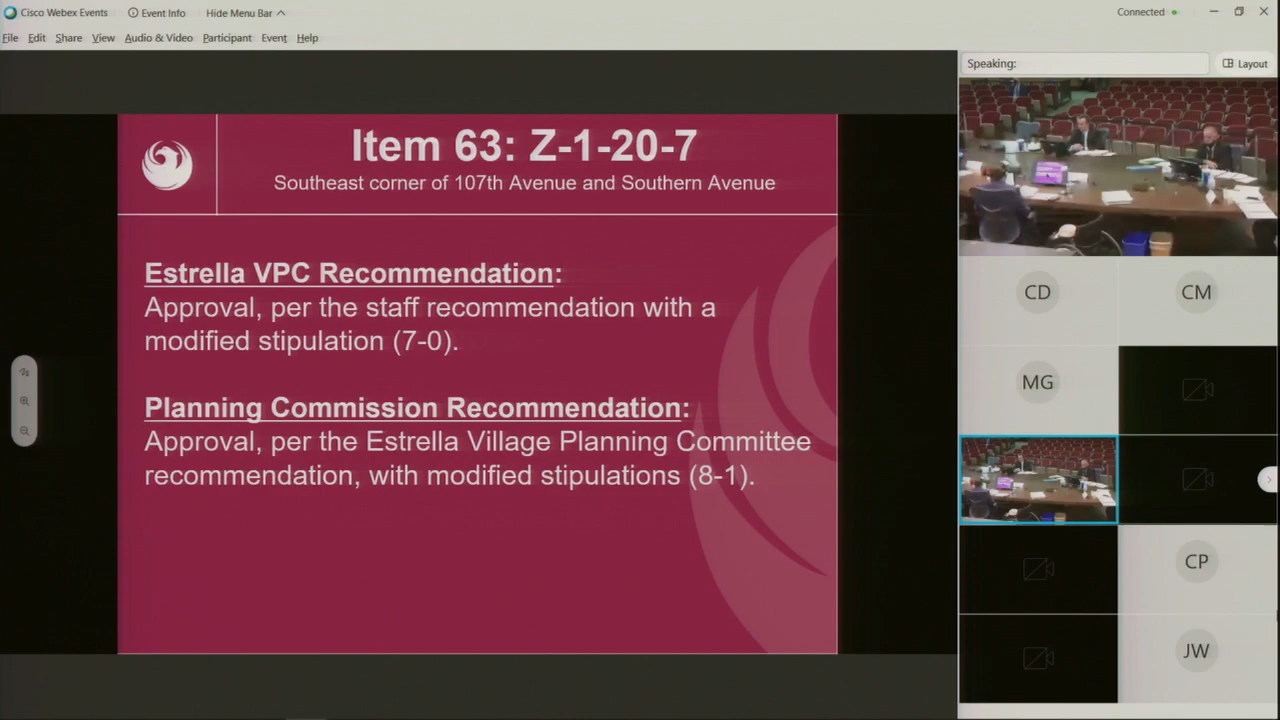 Cisco Webex Events
Event Info
Hide Menu Bar
Connected
File Edit Share View Audio & Video Participant Event Help
Speaking:
Layout
Item 63: Z-1-20-7
Southeast corner of 107th Avenue and Southern Avenue
Estrella VPC Recommendation:
Approval, per the staff recommendation with a
modified stipulation (7-0).
Planning Commission Recommendation:
Approval, per the Estrella Village Planning Committee
recommendation, with modified stipulations (8-1).
CD
CM
MG
CP
JW